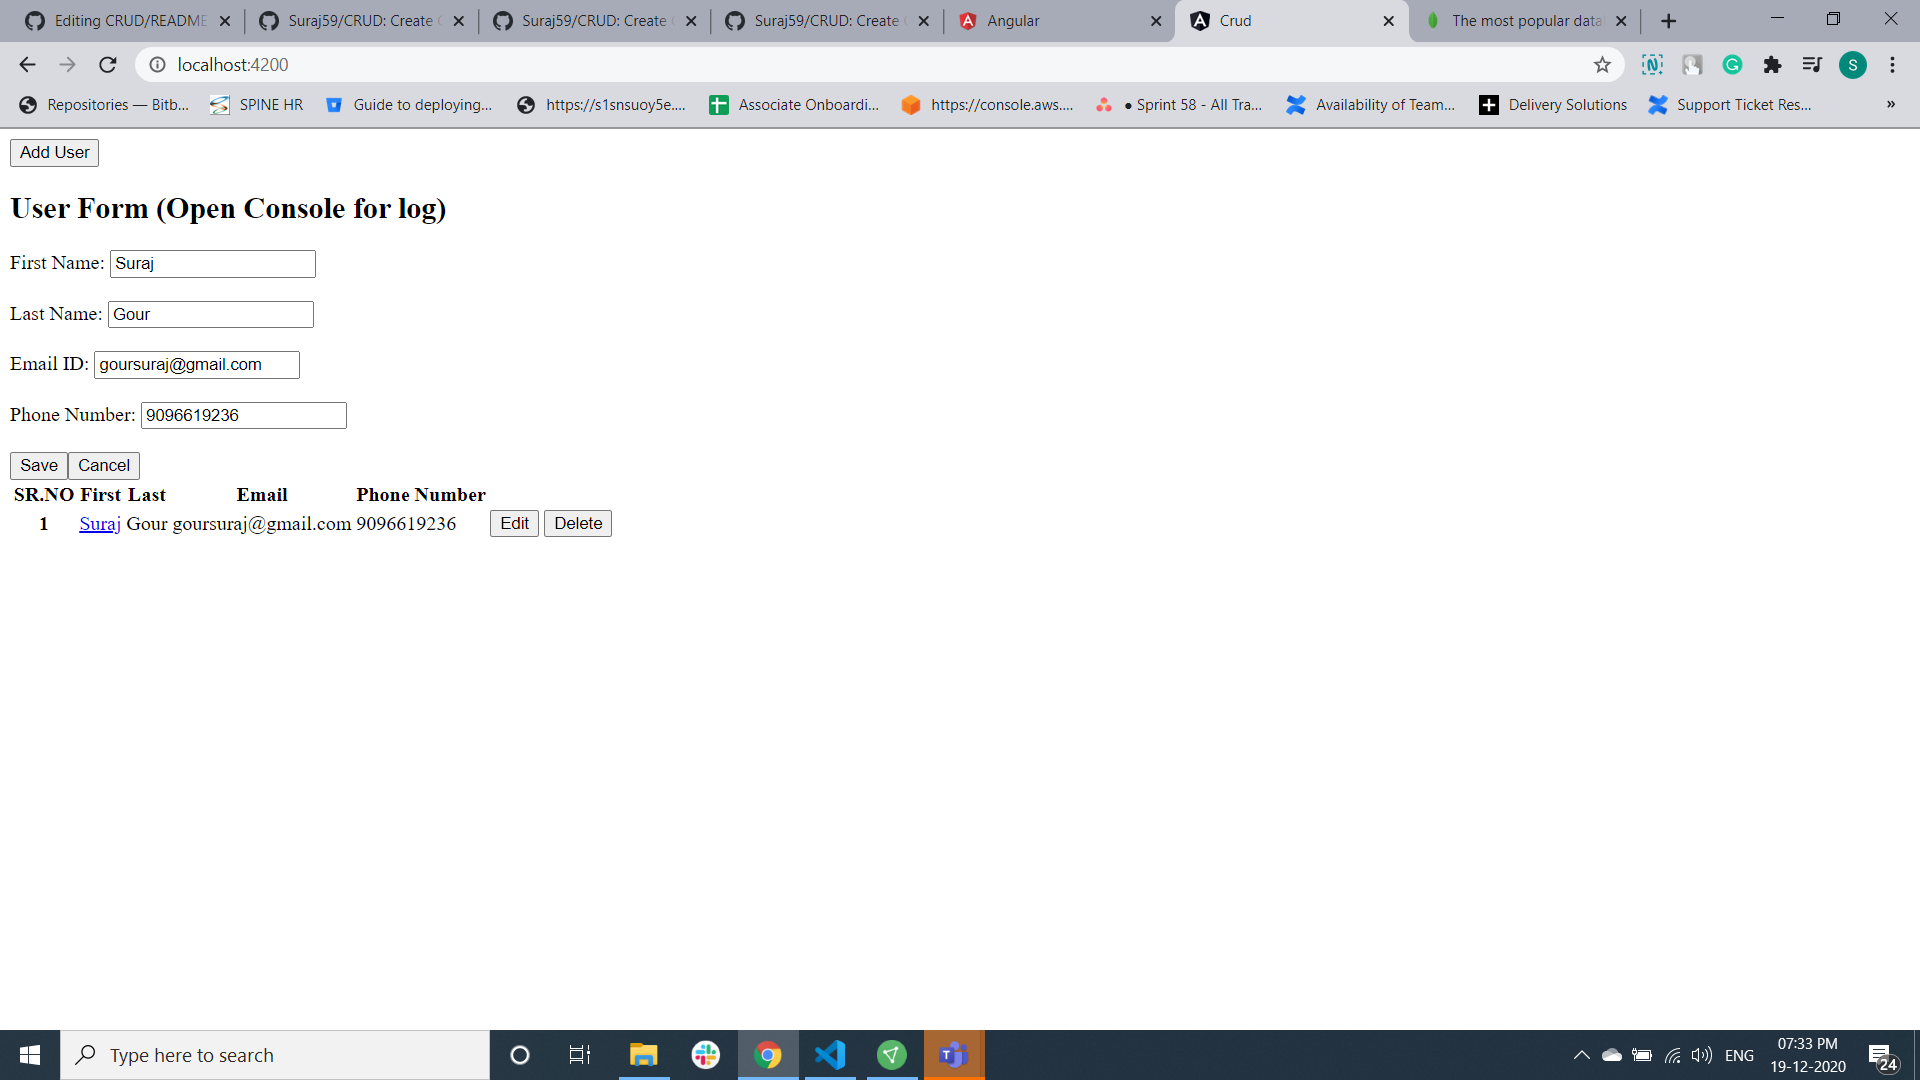 Editing CRUD/README
Suraj59/CRUD: Create
Suraj59/CRUD: Create
Suraj59/CRUD: Create
Angular
Crud
The most popular data
localhost:4200
S
Repositories — Bitb...
SPINE HR
Guide to deploying...
https://s1snsuoy5e....
Associate Onboardi...
https://console.aws....
● Sprint 58 - All Tra...
Availability of Team...
Delivery Solutions
Support Ticket Res...
»
Add User
User Form (Open Console for log)
First Name: Suraj
Last Name: Gour
Email ID: goursuraj@gmail.com
Phone Number: 9096619236
Save Cancel
SR.NO First Last Email Phone Number
1 Suraj Gour goursuraj@gmail.com 9096619236 Edit Delete
Type here to search
ENG
07:33 PM
19-12-2020
24